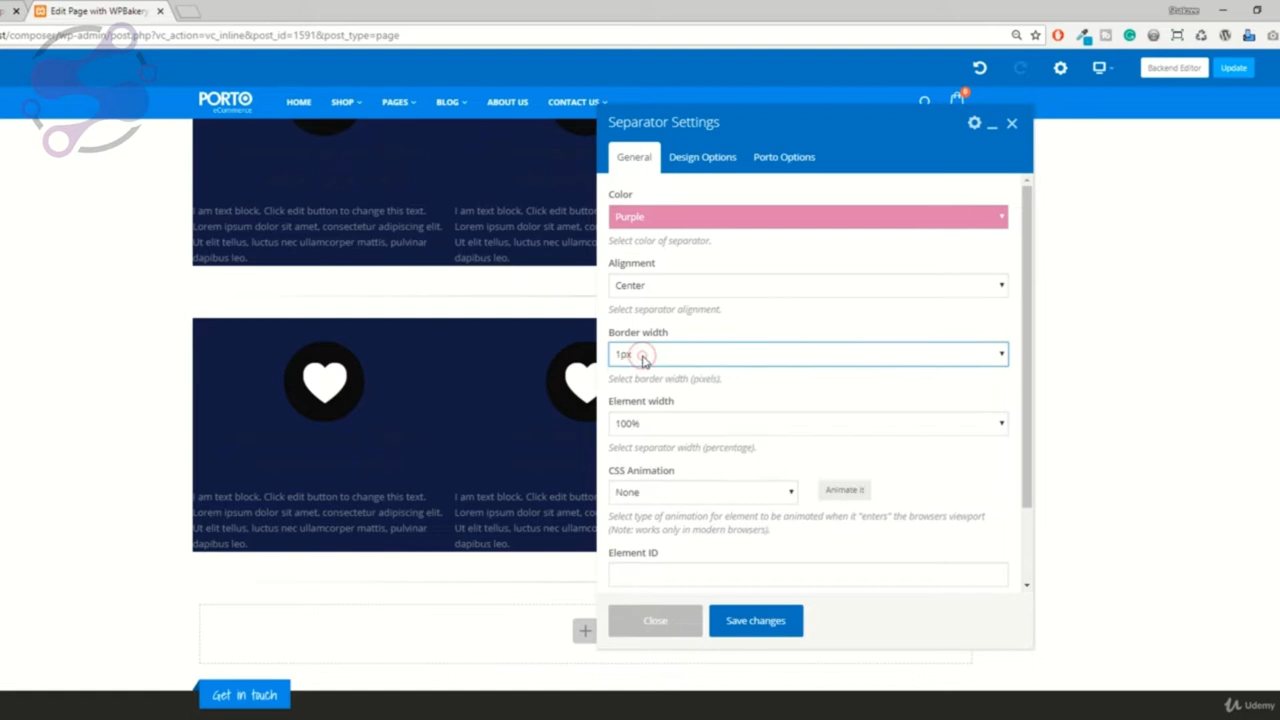 Edit Page with WPBakery
Shakzee
st/composer/wp-admin/post.php?vc_action=vc_inline&post_id=1591&post_type=page
Backend Editor
Update
PORTO
eCommerce
HOME
SHOP
PAGES
BLOG
ABOUT US
CONTACT US
0
Separator Settings
General
Design Options
Porto Options
Color
Purple
Select color of separator.
Alignment
Center
Select separator alignment.
Border width
1px
Select border width (pixels).
Element width
100%
Select separator width (percentage).
CSS Animation
None
Animate it
Select type of animation for element to be animated when it "enters" the browsers viewport
(Note: works only in modern browsers).
Element ID
Close
Save changes
I am text block. Click edit button to change this text.
Lorem ipsum dolor sit amet, consectetur adipiscing elit.
Ut elit tellus, luctus nec ullamcorper mattis, pulvinar
dapibus leo.
I am text block. Click edit button
Lorem ipsum dolor sit amet, co
Ut elit tellus, luctus nec ullamco
dapibus leo.
I am text block. Click edit button to change this text.
Lorem ipsum dolor sit amet, consectetur adipiscing elit.
Ut elit tellus, luctus nec ullamcorper mattis, pulvinar
dapibus leo.
I am text block. Click edit button
Lorem ipsum dolor sit amet, co
Ut elit tellus, luctus nec ullamco
dapibus leo.
Get in touch
Udemy